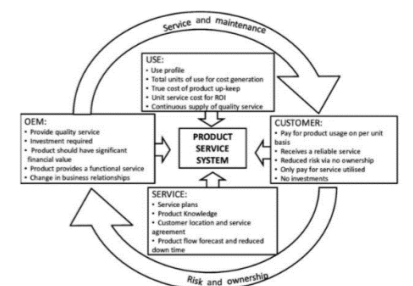 Service and maintenance
USE:
• Use profile
• Total units of use for cost generation
• True cost of product up-keep
• Unit service cost for ROI
• Continuous supply of quality service
OEM:
• Provide quality service
• Investment required
• Product should have significant
financial value
• Product provides a functional service
• Change in business relationships
PRODUCT
SERVICE
SYSTEM
CUSTOMER:
• Pay for product usage on per unit
basis
• Receives a reliable service
• Reduced risk via no ownership
• Only pay for service utilised
• No investments
SERVICE:
• Service plans
• Product Knowledge
• Customer location and service
agreement
• Product flow forecast and reduced
down time
Risk and ownership